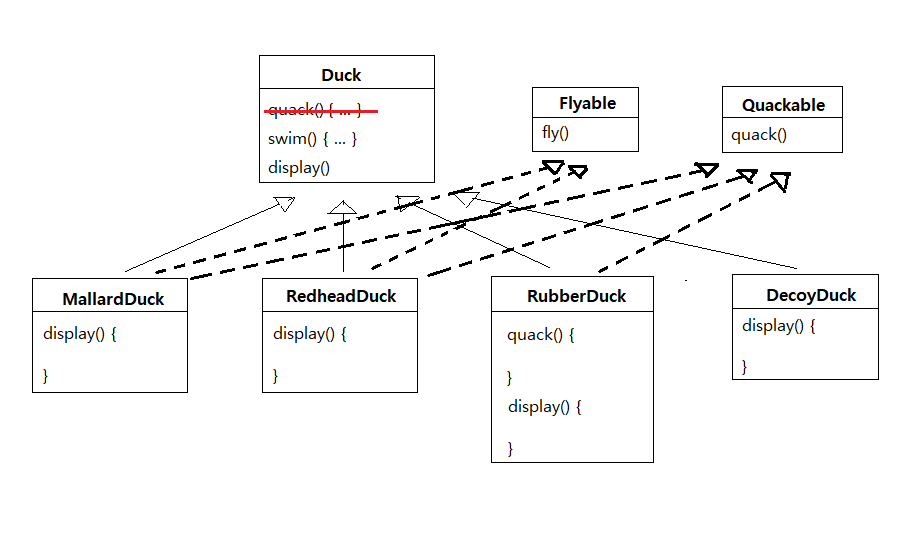 Duck
quack() { ... }
swim() { ... }
display()
Flyable
fly()
Quackable
quack()
MallardDuck
display() {
}
RedheadDuck
display() {
}
RubberDuck
quack() {
}
display() {
}
DecoyDuck
display() {
}